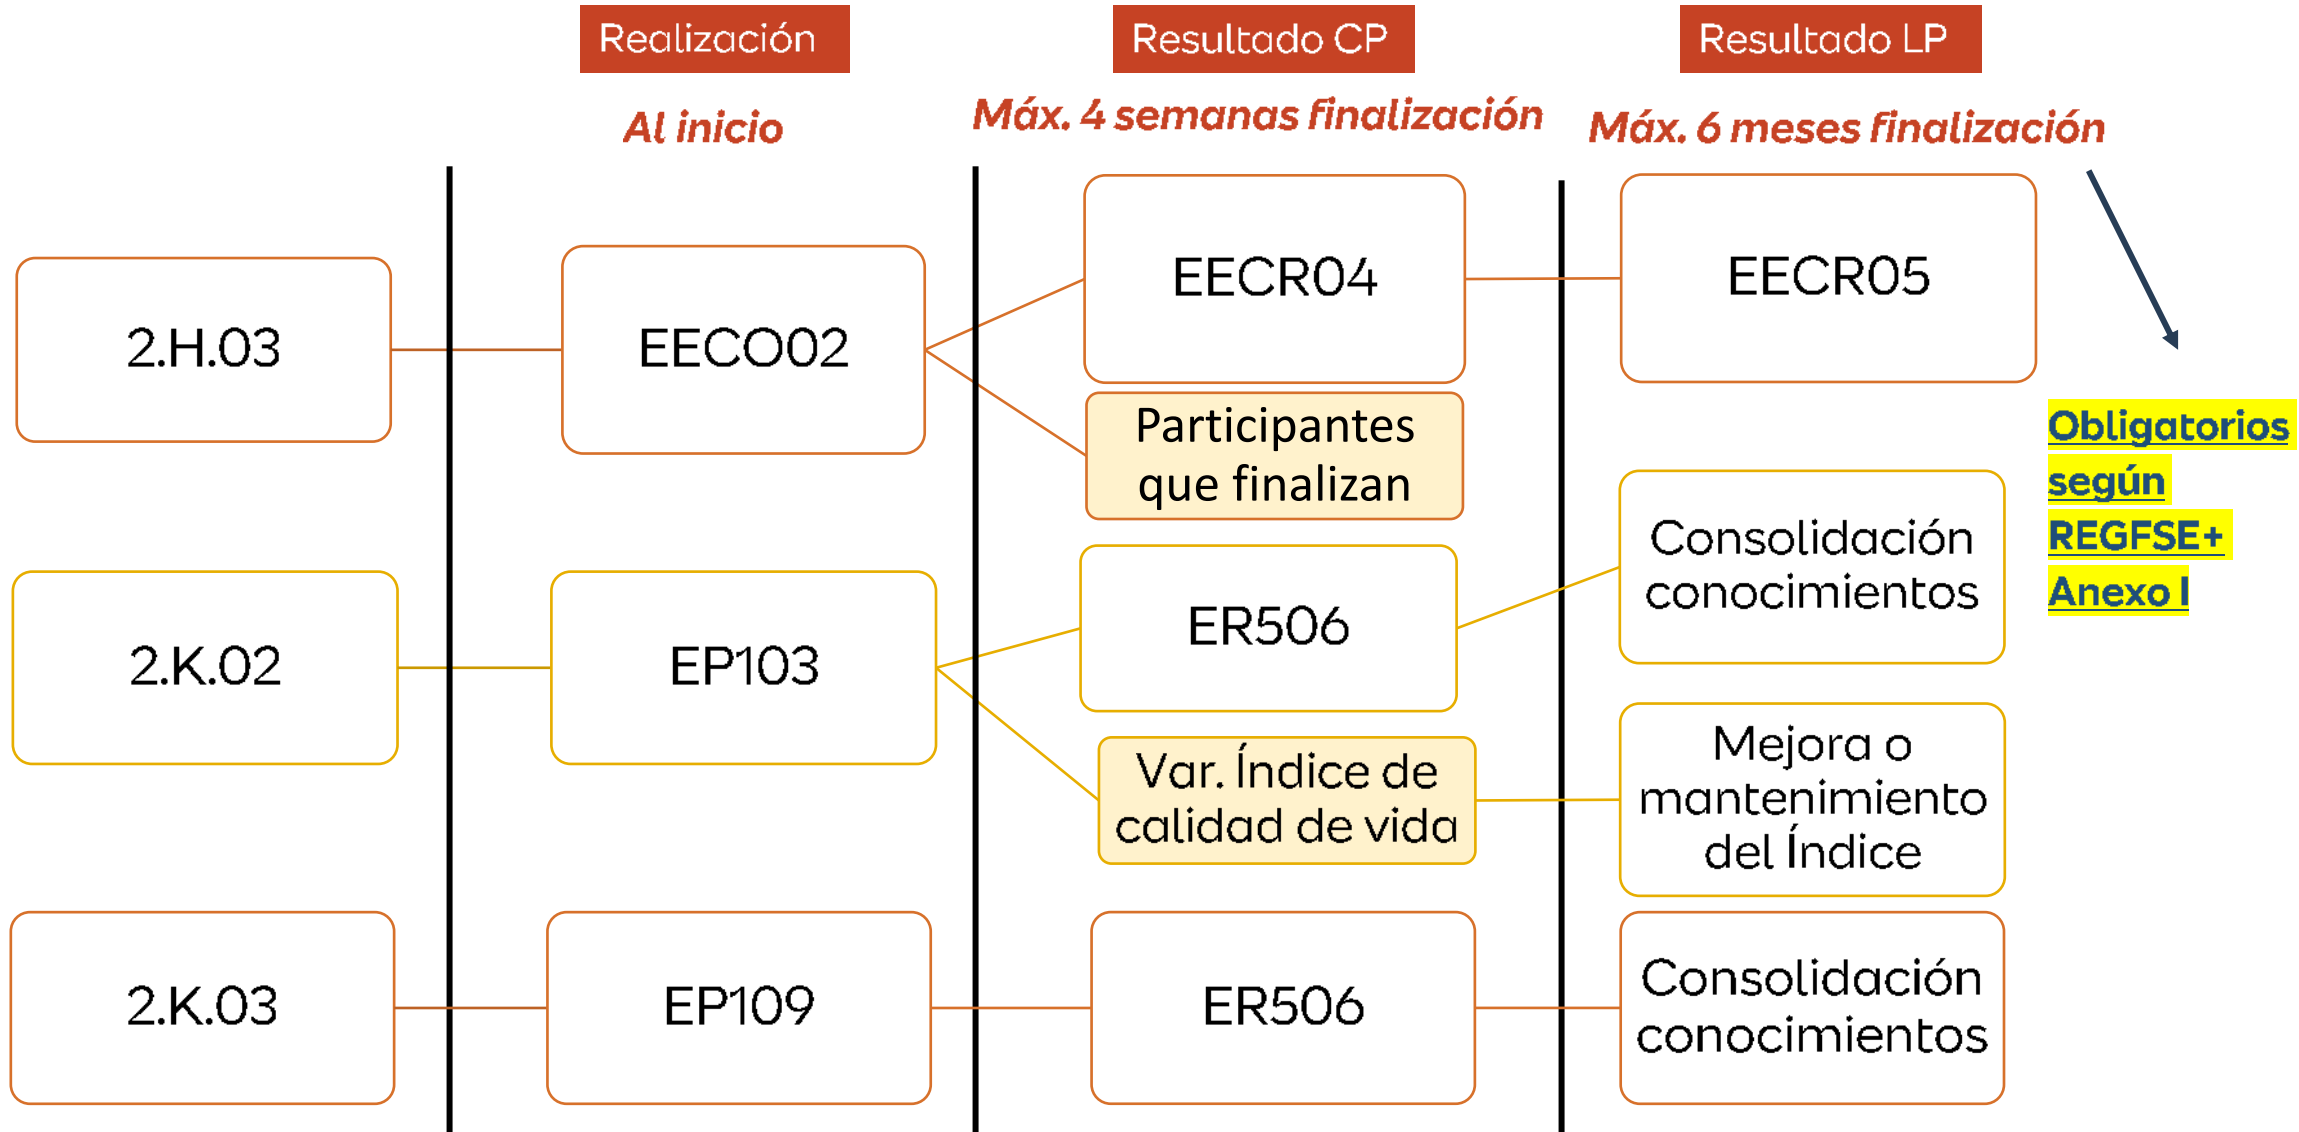 Realización
Resultado CP
Resultado LP
Al inicio
Máx. 4 semanas finalización
Máx. 6 meses finalización
2.H.03
EECO02
EECR04
EECR05
Participantes
que finalizan
Obligatorios
según
REGFSE+
Anexo I
2.K.02
EP103
ER506
Consolidación
conocimientos
Var. Índice de
calidad de vida
Mejora o
mantenimiento
del Índice
2.K.03
EP109
ER506
Consolidación
conocimientos